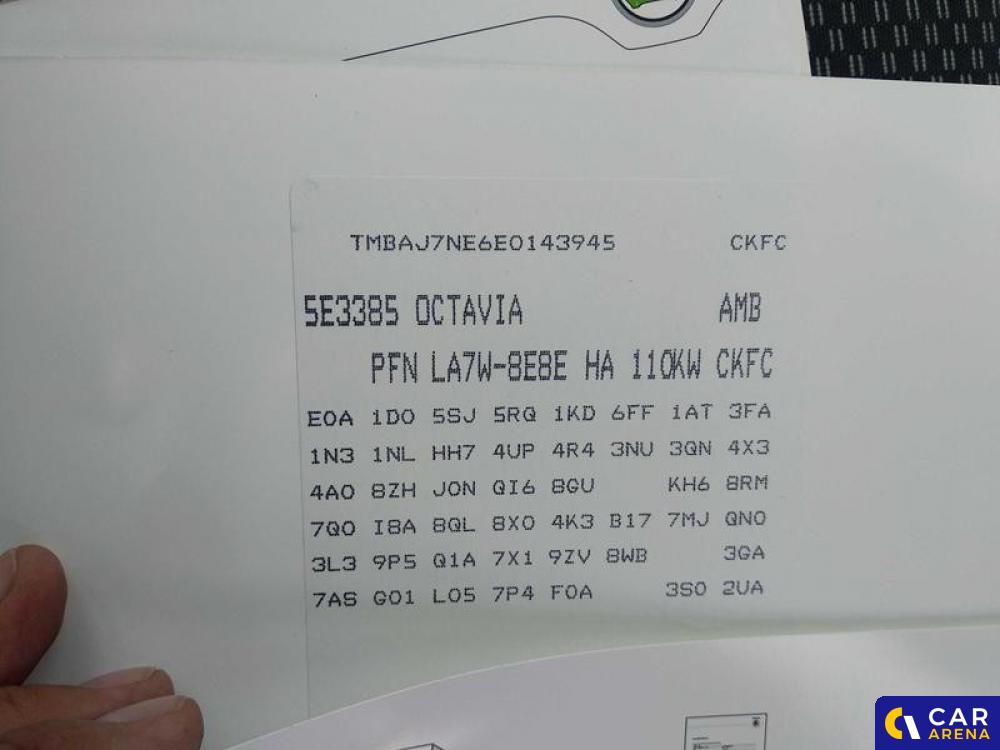 TMBAJ7NE6E0143945 CKFC
5E3385 OCTAVIA AMB
PFN LA7W-8E8E HA 110KW CKFC
E0A 1D0 5SJ 5RQ 1KD 6FF 1AT 3FA
1N3 1NL HH7 4UP 4R4 3NU 3QN 4X3
4A0 8ZH J0N QI6 8GU KH6 8RM
7Q0 I8A 8QL 8X0 4K3 B17 7MJ QN0
3L3 9P5 Q1A 7X1 9ZV 8WB 3GA
7AS G01 L05 7P4 F0A 3S0 2UA
CAR
ARENA